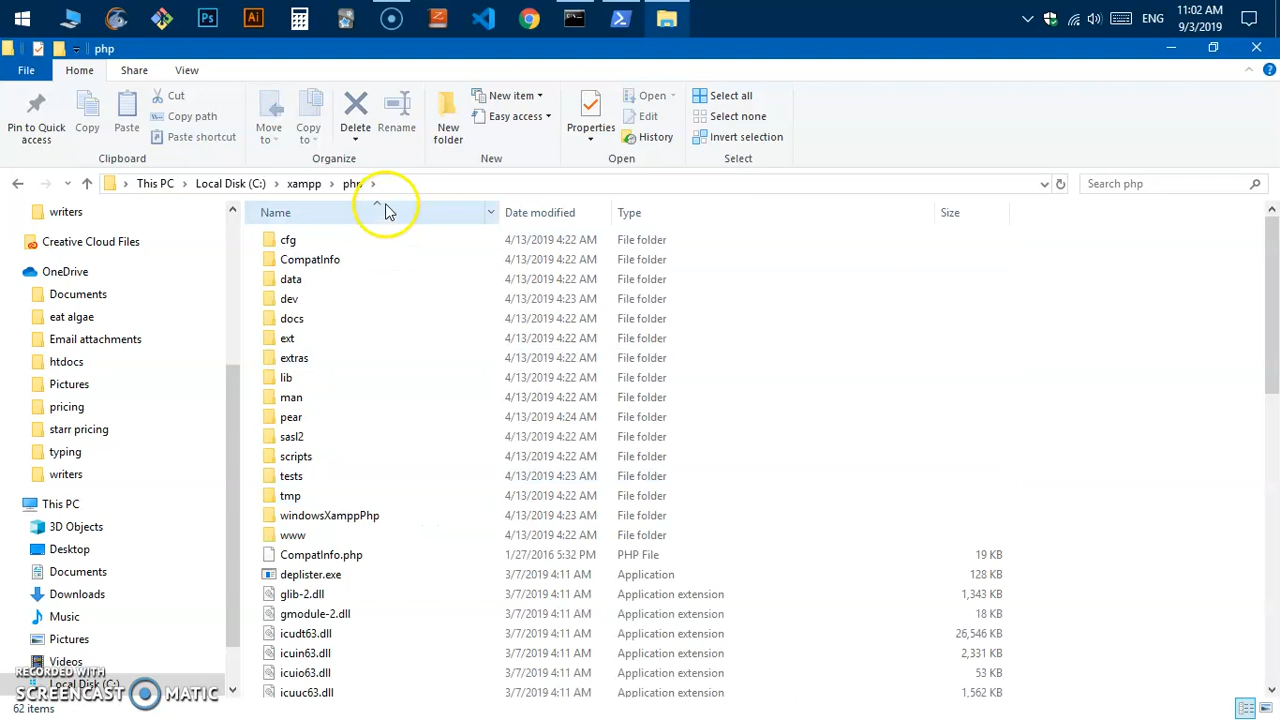 Ps
Ai
ENG
11:02 AM
9/3/2019
php
File
Home
Share
View
Pin to Quick access
Copy
Paste
Cut
Copy path
Paste shortcut
Clipboard
Move to
Copy to
Delete
Rename
Organize
New folder
New item
Easy access
New
Properties
Open
Edit
History
Open
Select all
Select none
Invert selection
Select
This PC > Local Disk (C:) > xampp > php >
Search php
Name Date modified Type Size
writers
Creative Cloud Files
OneDrive
Documents
eat algae
Email attachments
htdocs
Pictures
pricing
starr pricing
typing
writers
This PC
3D Objects
Desktop
Documents
Downloads
Music
Pictures
Videos
Local Disk (C:)
cfg 4/13/2019 4:22 AM File folder
CompatInfo 4/13/2019 4:22 AM File folder
data 4/13/2019 4:22 AM File folder
dev 4/13/2019 4:23 AM File folder
docs 4/13/2019 4:22 AM File folder
ext 4/13/2019 4:22 AM File folder
extras 4/13/2019 4:22 AM File folder
lib 4/13/2019 4:22 AM File folder
man 4/13/2019 4:22 AM File folder
pear 4/13/2019 4:24 AM File folder
sasl2 4/13/2019 4:22 AM File folder
scripts 4/13/2019 4:22 AM File folder
tests 4/13/2019 4:23 AM File folder
tmp 4/13/2019 4:22 AM File folder
windowsXamppPhp 4/13/2019 4:23 AM File folder
www 4/13/2019 4:22 AM File folder
CompatInfo.php 1/27/2016 5:32 PM PHP File 19 KB
deplister.exe 3/7/2019 4:11 AM Application 128 KB
glib-2.dll 3/7/2019 4:11 AM Application extension 1,343 KB
gmodule-2.dll 3/7/2019 4:11 AM Application extension 18 KB
icudt63.dll 3/7/2019 4:11 AM Application extension 26,546 KB
icuin63.dll 3/7/2019 4:11 AM Application extension 2,331 KB
icuio63.dll 3/7/2019 4:11 AM Application extension 53 KB
icuuc63.dll 3/7/2019 4:11 AM Application extension 1,562 KB
RECORDED WITH
SCREENCAST MATIC
62 items